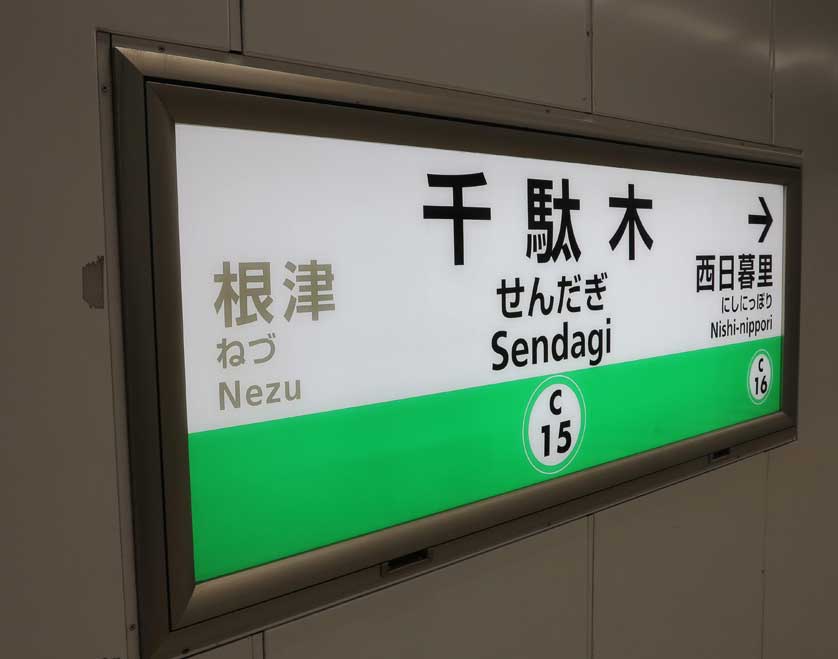 根津
ねづ
Nezu
千駄木
せんだぎ
Sendagi
C
15
→
西日暮里
にしにっぽり
Nishi-nippori
C
16